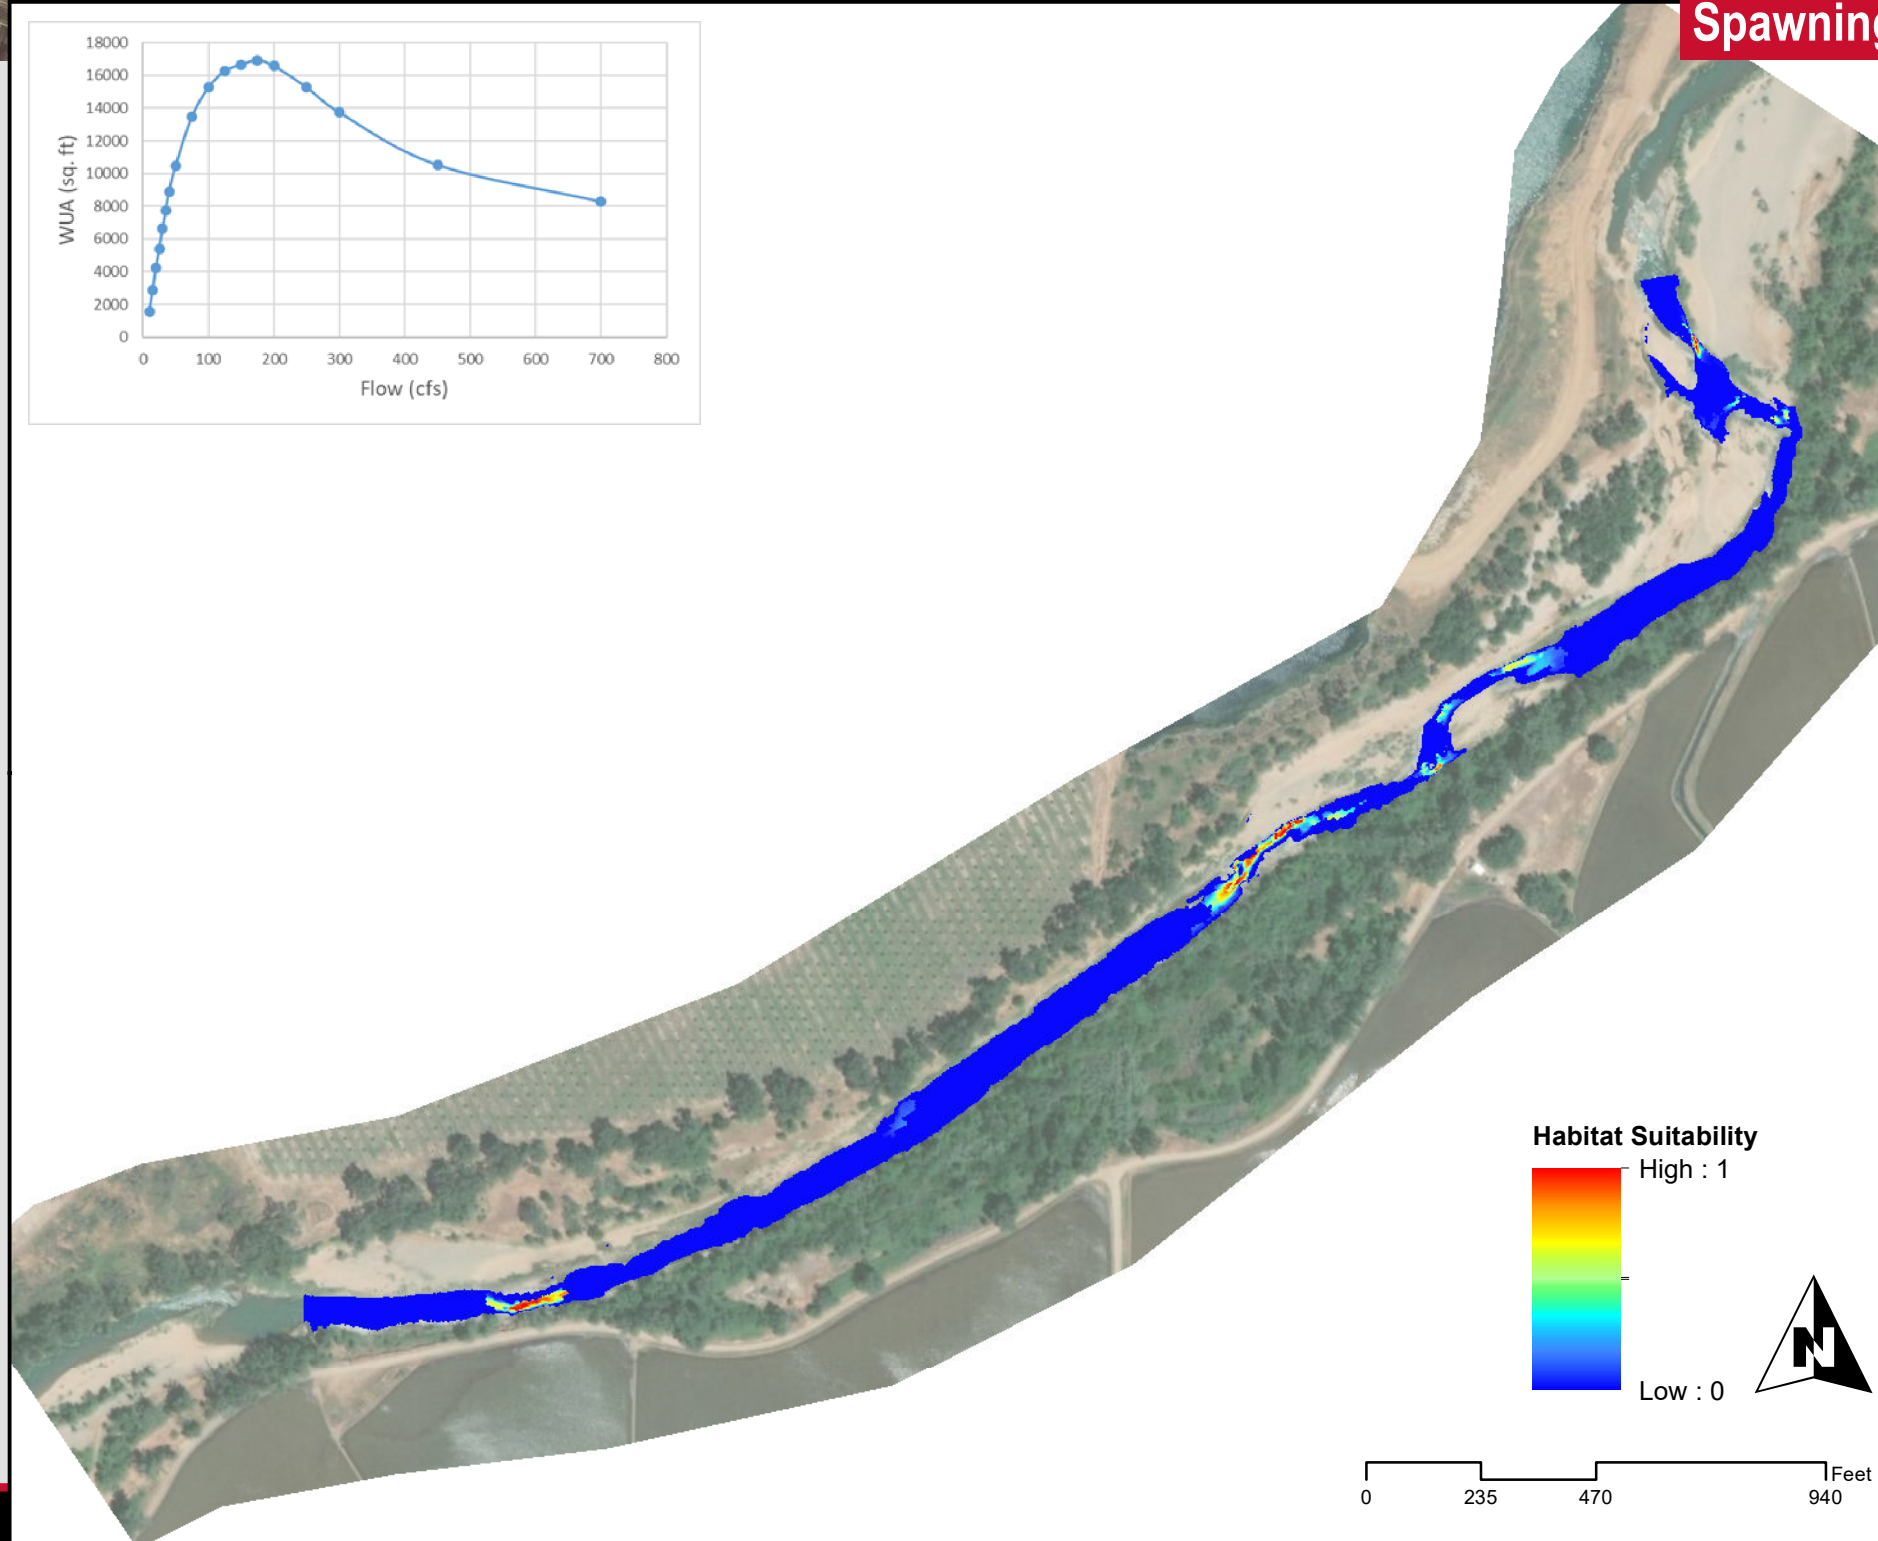 Spawning
18000
16000
14000
12000
10000
8000
6000
4000
2000
0
WUA (sq. ft)
0 100 200 300 400 500 600 700 800
Flow (cfs)
Habitat Suitability
High : 1
Low : 0
N
Feet
0 235 470 940